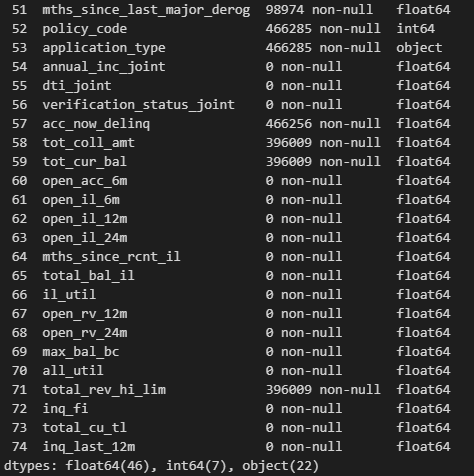 51 mths_since_last_major_derog 98974 non-null float64
52 policy_code 466285 non-null int64
53 application_type 466285 non-null object
54 annual_inc_joint 0 non-null float64
55 dti_joint 0 non-null float64
56 verification_status_joint 0 non-null float64
57 acc_now_delinq 466256 non-null float64
58 tot_coll_amt 396009 non-null float64
59 tot_cur_bal 396009 non-null float64
60 open_acc_6m 0 non-null float64
61 open_il_6m 0 non-null float64
62 open_il_12m 0 non-null float64
63 open_il_24m 0 non-null float64
64 mths_since_rcnt_il 0 non-null float64
65 total_bal_il 0 non-null float64
66 il_util 0 non-null float64
67 open_rv_12m 0 non-null float64
68 open_rv_24m 0 non-null float64
69 max_bal_bc 0 non-null float64
70 all_util 0 non-null float64
71 total_rev_hi_lim 396009 non-null float64
72 inq_fi 0 non-null float64
73 total_cu_tl 0 non-null float64
74 inq_last_12m 0 non-null float64
dtypes: float64(46), int64(7), object(22)